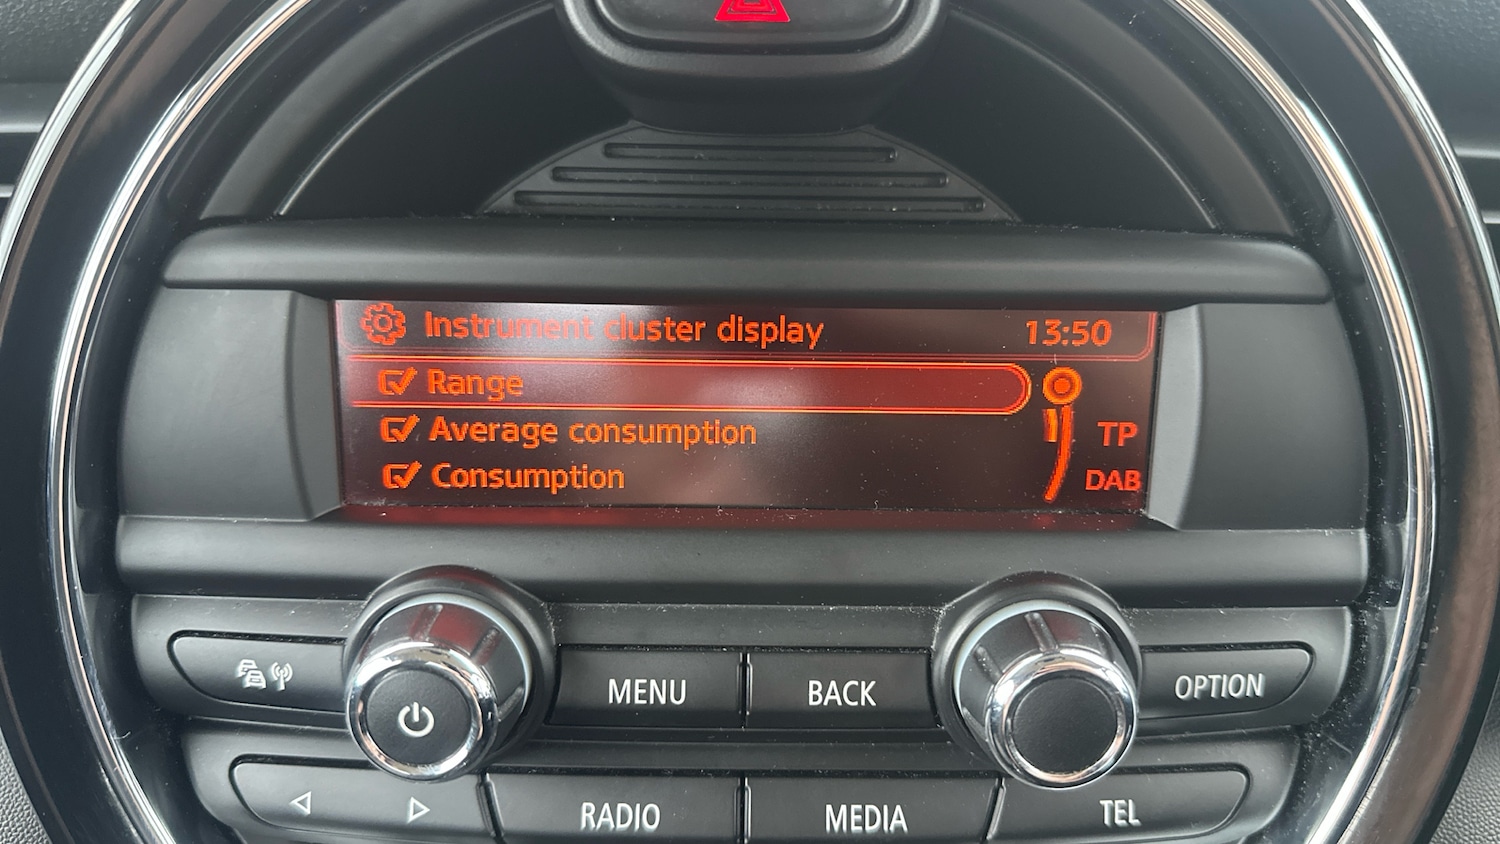 Instrument cluster display 13:50
Range
Average consumption TP
Consumption DAB
MENU BACK OPTION
RADIO MEDIA TEL